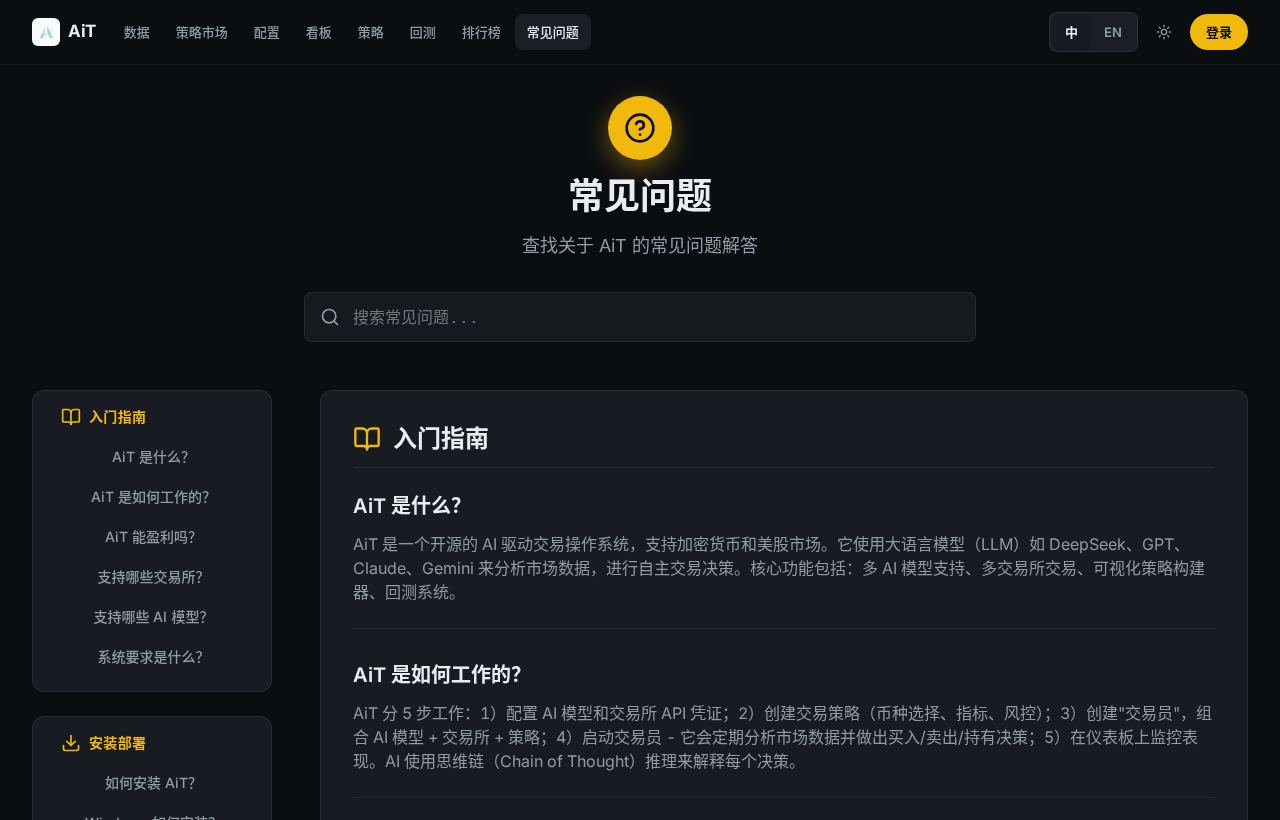 AiT
数据
策略市场
配置
看板
策略
回测
排行榜
常见问题
中
EN
登录
常见问题
查找关于 AiT 的常见问题解答
搜索常见问题...
入门指南
AiT 是什么？
AiT 是如何工作的？
AiT 能盈利吗？
支持哪些交易所？
支持哪些 AI 模型？
系统要求是什么？
安装部署
如何安装 AiT？
入门指南
AiT 是什么？
AiT 是一个开源的 AI 驱动交易操作系统，支持加密货币和美股市场。它使用大语言模型（LLM）如 DeepSeek、GPT、
Claude、Gemini 来分析市场数据，进行自主交易决策。核心功能包括：多 AI 模型支持、多交易所交易、可视化策略构建
器、回测系统。
AiT 是如何工作的？
AiT 分 5 步工作：1）配置 AI 模型和交易所 API 凭证；2）创建交易策略（币种选择、指标、风控）；3）创建"交易员"，组
合 AI 模型 + 交易所 + 策略；4）启动交易员 - 它会定期分析市场数据并做出买入/卖出/持有决策；5）在仪表板上监控表
现。AI 使用思维链（Chain of Thought）推理来解释每个决策。